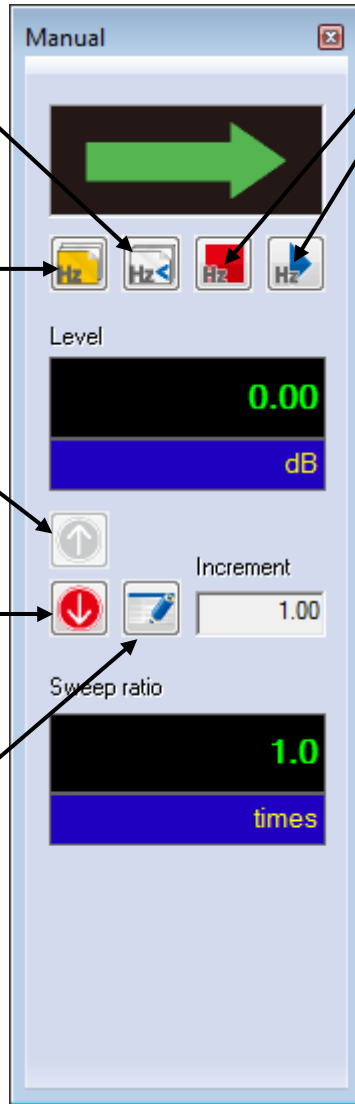 Manual
Hz Hz Hz Hz
Level
0.00
dB
Increment
1.00
Sweep ratio
1.0
times